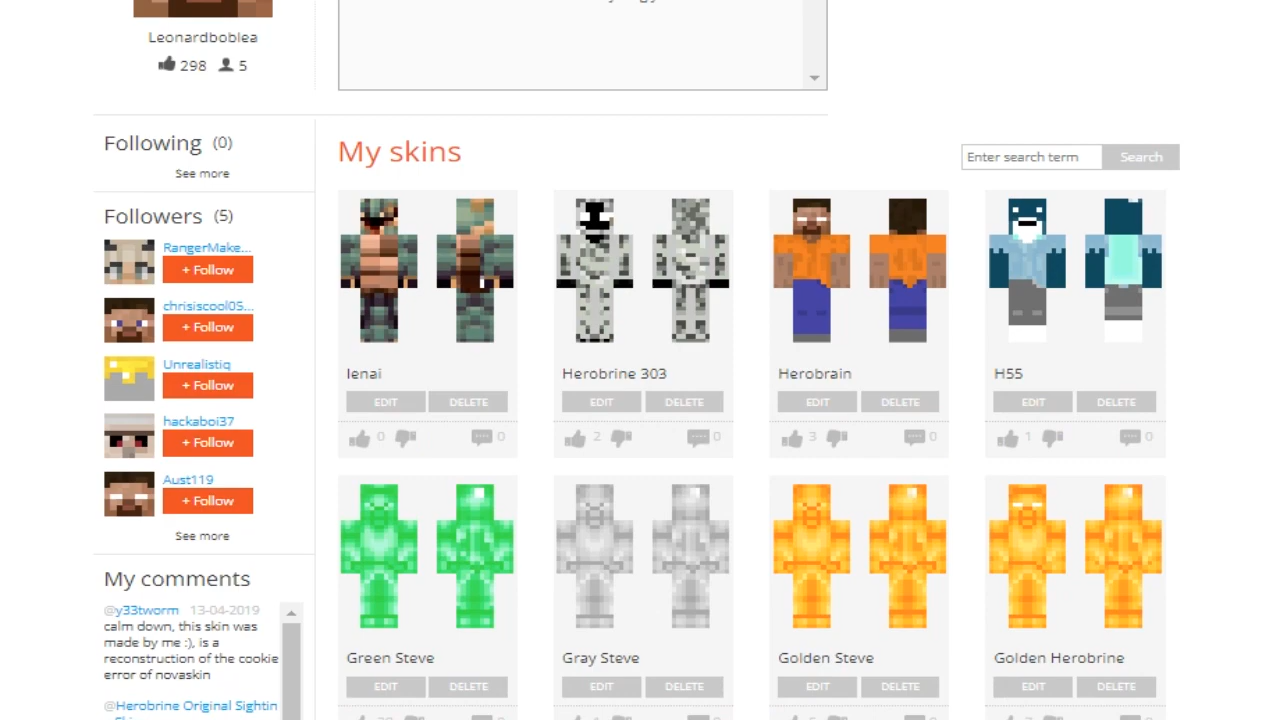 Leonardboblea
298 5
Following (0)
See more
Followers (5)
RangerMake...
+ Follow
chrisiscool05...
+ Follow
Unrealistiq
+ Follow
hackaboi37
+ Follow
Aust119
+ Follow
See more
My comments
@y33tworm 13-04-2019
calm down, this skin was
made by me :), is a
reconstruction of the cookie
error of novaskin
@Herobrine Original Sightin
My skins
Enter search term Search
Ienai Herobrine 303 Herobrain H55
EDIT DELETE EDIT DELETE EDIT DELETE EDIT DELETE
0 0 2 0 3 0 1 0
Green Steve Gray Steve Golden Steve Golden Herobrine
EDIT DELETE EDIT DELETE EDIT DELETE EDIT DELETE